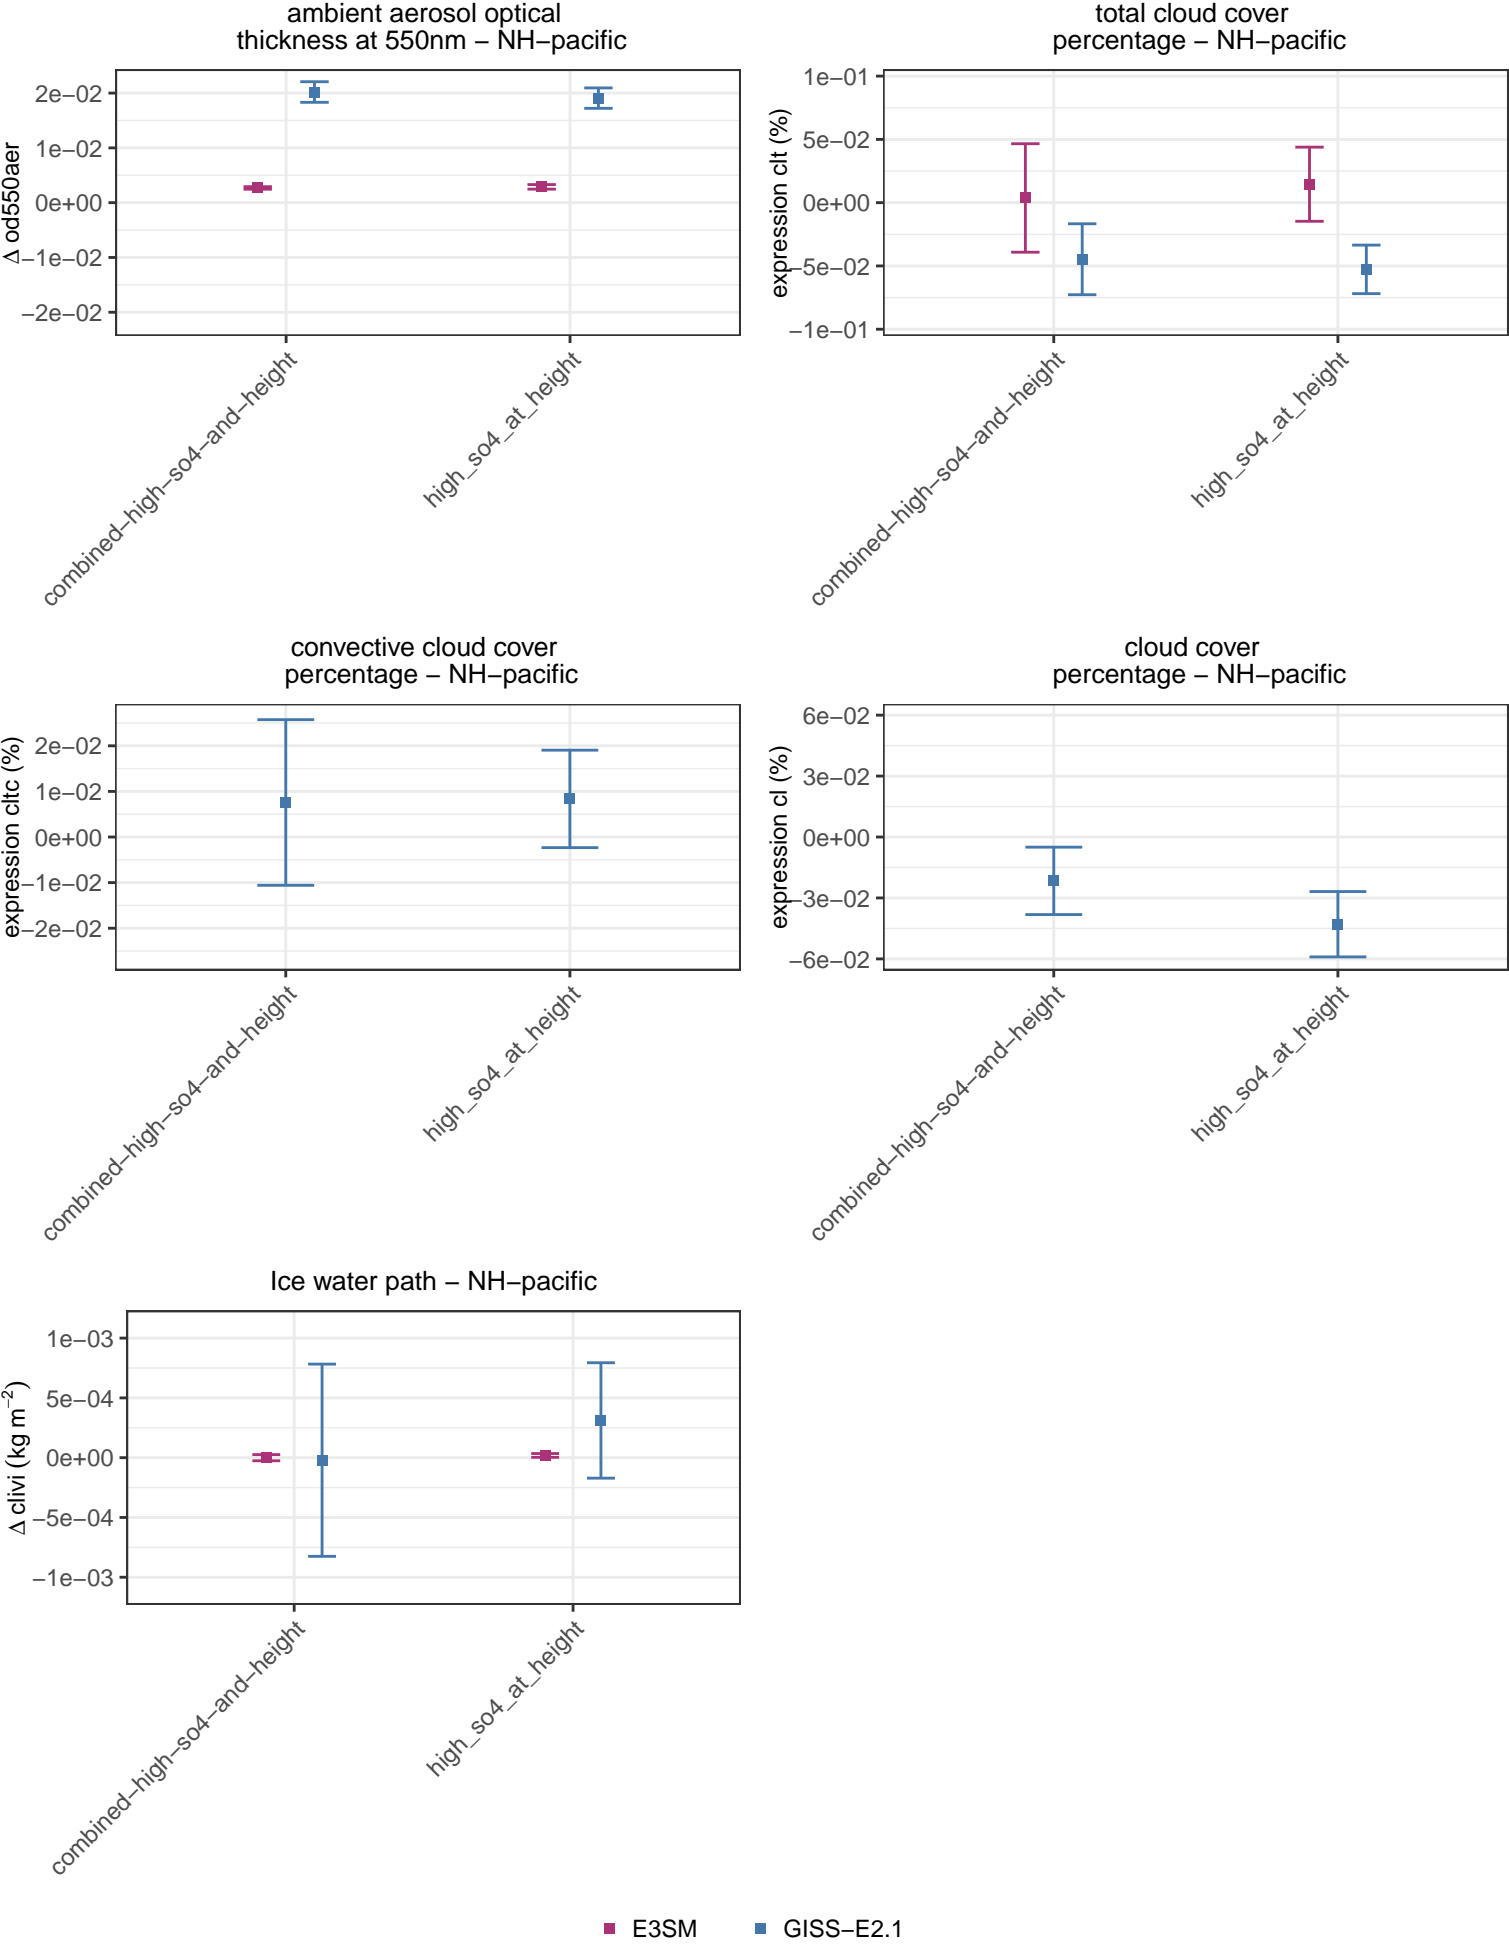 ambient aerosol optical
thickness at 550nm − NH−pacific
Δ od550aer
2e−02
1e−02
0e+00
−1e−02
−2e−02
combined−high−so4−and−height
high_so4_at_height
total cloud cover
percentage − NH−pacific
expression clt (%)
1e−01
5e−02
0e+00
−5e−02
−1e−01
combined−high−so4−and−height
high_so4_at_height
convective cloud cover
percentage − NH−pacific
expression cltc (%)
2e−02
1e−02
0e+00
−1e−02
−2e−02
combined−high−so4−and−height
high_so4_at_height
cloud cover
percentage − NH−pacific
expression cl (%)
6e−02
3e−02
0e+00
−3e−02
−6e−02
combined−high−so4−and−height
high_so4_at_height
Ice water path − NH−pacific
Δ clivi (kg m⁻²)
1e−03
5e−04
0e+00
−5e−04
−1e−03
combined−high−so4−and−height
high_so4_at_height
E3SM
GISS−E2.1